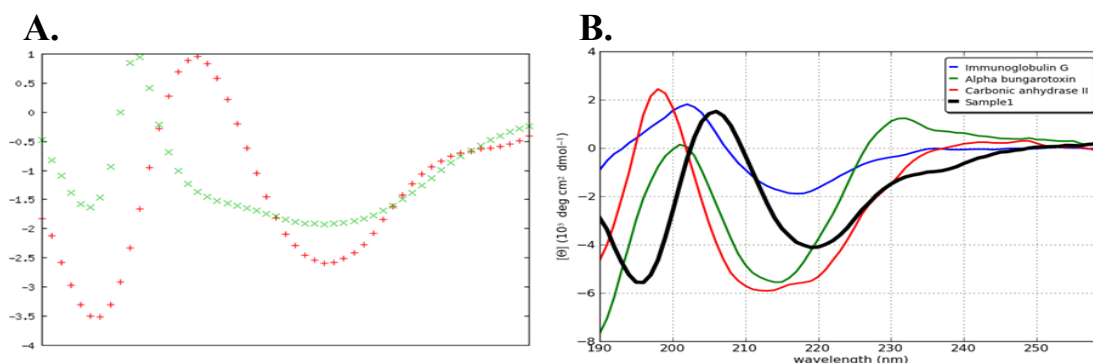 A.
1
0.5
0
-0.5
-1
-1.5
-2
-2.5
-3
-3.5
-4
B.
4
2
0
-2
-4
-6
-8
[Θ] (10³ deg cm² dmol⁻¹)
Immunoglobulin G
Alpha bungarotoxin
Carbonic anhydrase II
Sample1
190 200 210 220 230 240 250
wavelength (nm)